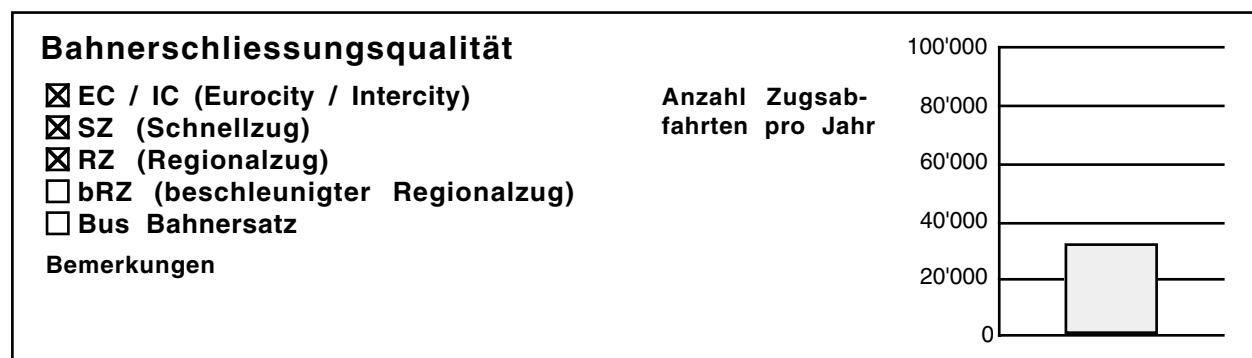 Bahnerschliessungsqualität
EC / IC (Eurocity / Intercity)
SZ (Schnellzug)
RZ (Regionalzug)
bRZ (beschleunigter Regionalzug)
Bus Bahnersatz
Bemerkungen
Anzahl Zugsab-
fahrten pro Jahr
100'000
80'000
60'000
40'000
20'000
0